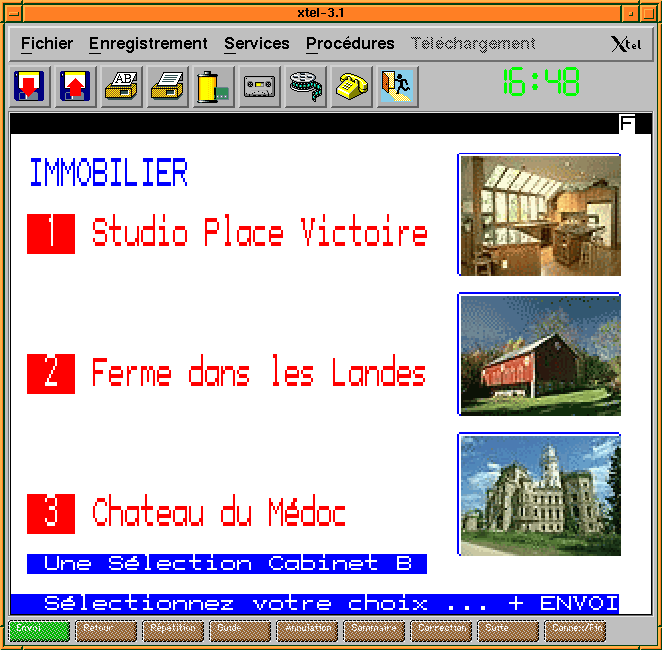 xtel-3.1
Fichier Enregistrement Services Procédures Téléchargement Xtel
16:48
F
IMMOBILIER
1 Studio Place Victoire
2 Ferme dans les Landes
3 Chateau du Médoc
Une Sélection Cabinet B
Sélectionnez votre choix ... + ENVOI
Envoi Retour Répétition Guide Annulation Sommaire Correction Suite Connex/Fin